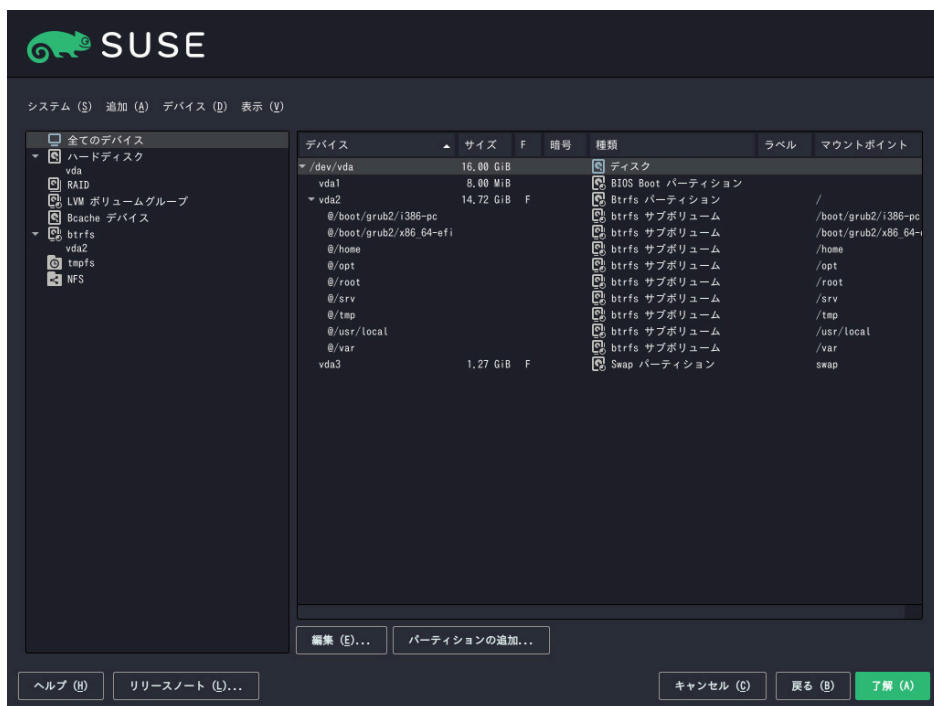 SUSE
システム (S) 追加 (A) デバイス (D) 表示 (V)
全てのデバイス
ハードディスク
vda
RAID
LVM ボリュームグループ
Bcache デバイス
btrfs
vda2
tmpfs
NFS
デバイス サイズ F 暗号 種類 ラベル マウントポイント
/dev/vda 16.00 GiB ディスク
vda1 8.00 MiB BIOS Boot パーティション
vda2 14.72 GiB F Btrfs パーティション /
@/boot/grub2/i386-pc btrfs サブボリューム /boot/grub2/i386-pc
@/boot/grub2/x86_64-efi btrfs サブボリューム /boot/grub2/x86_64-
@/home btrfs サブボリューム /home
@/opt btrfs サブボリューム /opt
@/root btrfs サブボリューム /root
@/srv btrfs サブボリューム /srv
@/tmp btrfs サブボリューム /tmp
@/usr/local btrfs サブボリューム /usr/local
@/var btrfs サブボリューム /var
vda3 1.27 GiB F Swap パーティション swap
編集 (E)... パーティションの追加...
ヘルプ (H) リリースノート (L)... キャンセル (C) 戻る (B) 了解 (A)